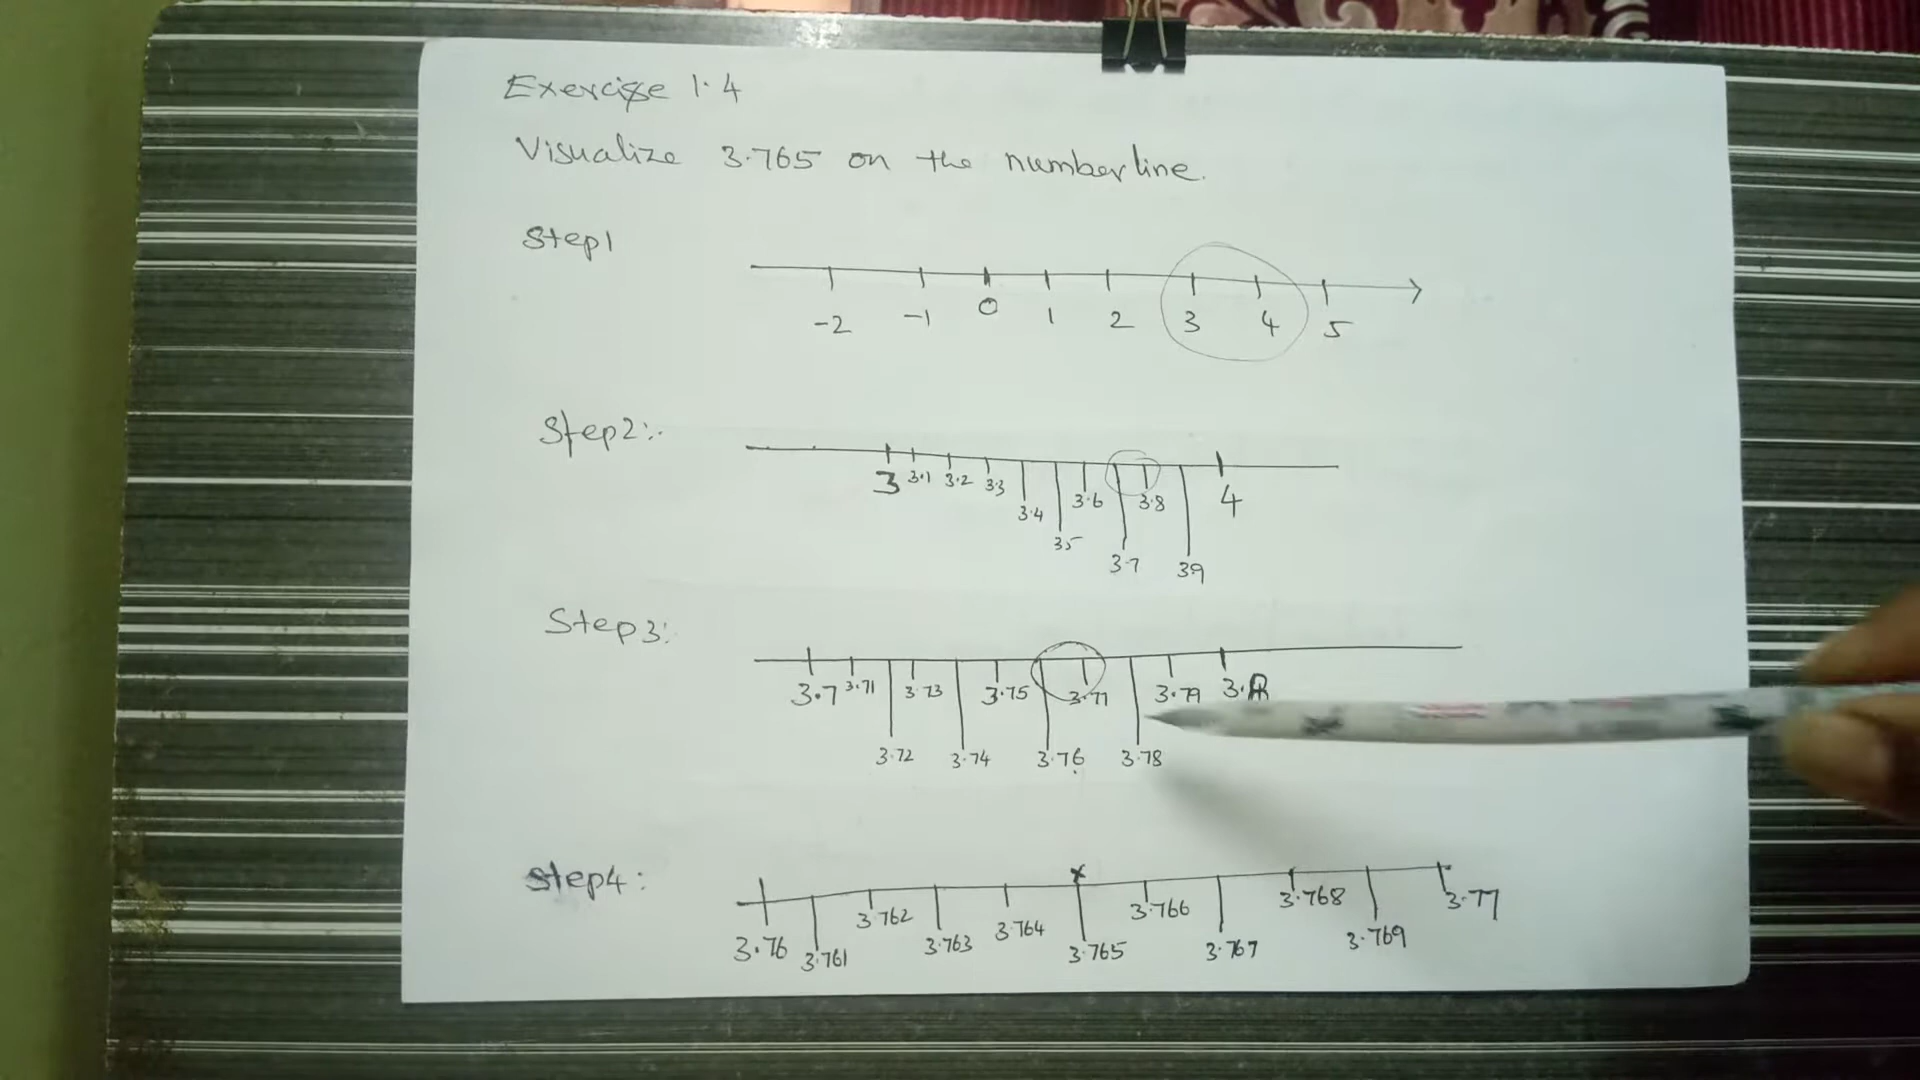 Exercise 1.4
Visualize 3.765 on the number line.
Step1
-2 -1 0 1 2 3 4 5
Step2:
3 3.1 3.2 3.3 3.4 3.5 3.6 3.7 3.8 3.9 4
Step3:
3.7 3.71 3.72 3.73 3.74 3.75 3.76 3.77 3.78 3.79 3.8
Step4:
3.76 3.761 3.762 3.763 3.764 3.765 3.766 3.767 3.768 3.769 3.77